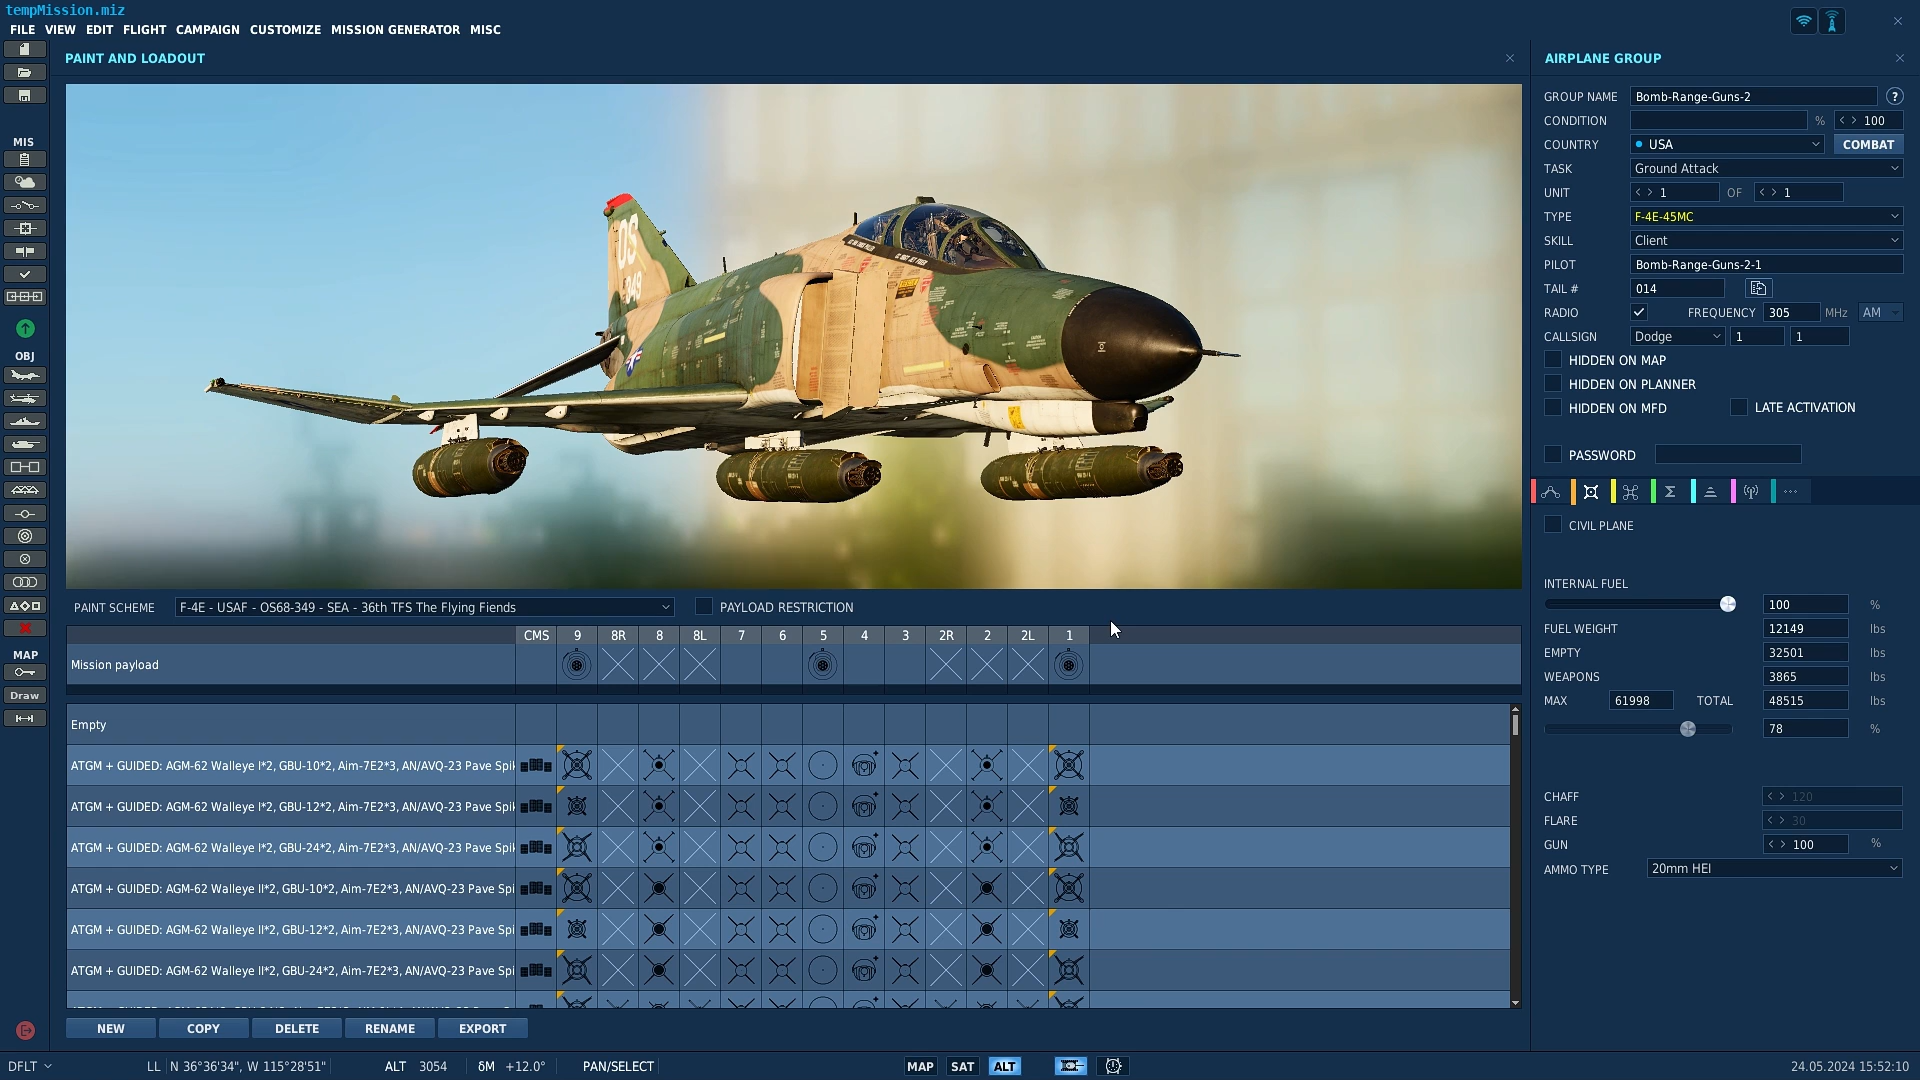 tempMission.miz
FILE VIEW EDIT FLIGHT CAMPAIGN CUSTOMIZE MISSION GENERATOR MISC
PAINT AND LOADOUT
OS
349
PAINT SCHEME F-4E - USAF - OS68-349 - SEA - 36th TFS The Flying Fiends PAYLOAD RESTRICTION
CMS 9 8R 8 8L 7 6 5 4 3 2R 2 2L 1
Mission payload
Empty
ATGM + GUIDED: AGM-62 Walleye I*2, GBU-10*2, Aim-7E2*3, AN/AVQ-23 Pave Spik
ATGM + GUIDED: AGM-62 Walleye I*2, GBU-12*2, Aim-7E2*3, AN/AVQ-23 Pave Spik
ATGM + GUIDED: AGM-62 Walleye I*2, GBU-24*2, Aim-7E2*3, AN/AVQ-23 Pave Spik
ATGM + GUIDED: AGM-62 Walleye II*2, GBU-10*2, Aim-7E2*3, AN/AVQ-23 Pave Spi
ATGM + GUIDED: AGM-62 Walleye II*2, GBU-12*2, Aim-7E2*3, AN/AVQ-23 Pave Spi
ATGM + GUIDED: AGM-62 Walleye II*2, GBU-24*2, Aim-7E2*3, AN/AVQ-23 Pave Spi
NEW COPY DELETE RENAME EXPORT
MIS
OBJ
MAP
Draw
AIRPLANE GROUP
GROUP NAME Bomb-Range-Guns-2 ?
CONDITION % < > 100
COUNTRY USA COMBAT
TASK Ground Attack
UNIT < > 1 OF < > 1
TYPE F-4E-45MC
SKILL Client
PILOT Bomb-Range-Guns-2-1
TAIL # 014
RADIO FREQUENCY 305 MHz AM
CALLSIGN Dodge 1 1
HIDDEN ON MAP
HIDDEN ON PLANNER
HIDDEN ON MFD LATE ACTIVATION
PASSWORD
CIVIL PLANE
INTERNAL FUEL
100 %
FUEL WEIGHT 12149 lbs
EMPTY 32501 lbs
WEAPONS 3865 lbs
MAX 61998 TOTAL 48515 lbs
78 %
CHAFF < > 120
FLARE < > 30
GUN < > 100 %
AMMO TYPE 20mm HEI
DFLT LL N 36°36'34", W 115°28'51" ALT 3054 δM +12.0° PAN/SELECT MAP SAT ALT 24.05.2024 15:52:10